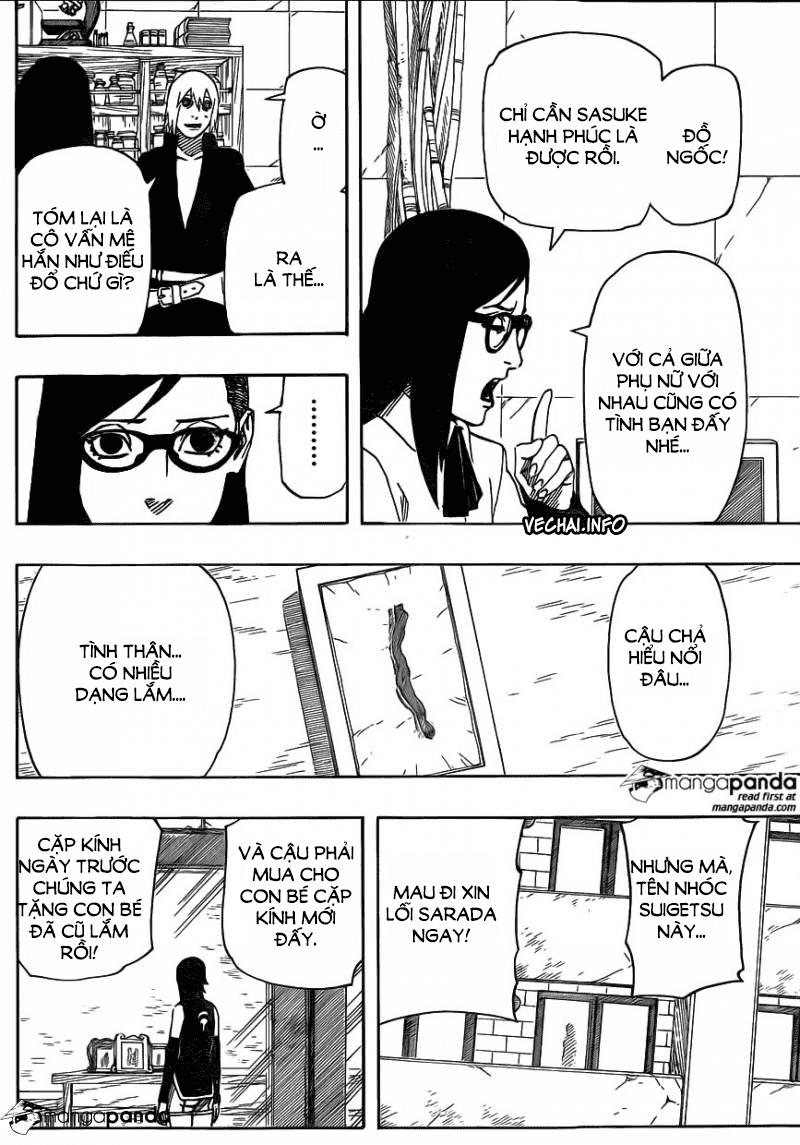 ĐỒ
NGỐC!
CHỈ CẦN SASUKE
HẠNH PHÚC LÀ
ĐƯỢC RỒI.
VỚI CẢ GIỮA
PHỤ NỮ VỚI
NHAU CŨNG CÓ
TÌNH BẠN ĐẤY
NHÉ...
VECHAI.INFO
Ờ
...
RA
LÀ THẾ...
TÓM LẠI LÀ
CÔ VẪN MÊ
HẮN NHƯ ĐIẾU
ĐỔ CHỨ GÌ?
........
CẬU CHẢ
HIỂU NỔI
ĐÂU...
TÌNH THÂN...
CÓ NHIỀU
DẠNG LẮM....
mangapanda
read first at
mangapanda.com
NHƯNG MÀ,
TÊN NHÓC
SUIGETSU
NÀY...
MAU ĐI XIN
LỖI SARADA
NGAY!
VÀ CẬU PHẢI
MUA CHO
CON BÉ CẶP
KÍNH MỚI
ĐẤY.
CẶP KÍNH
NGÀY TRƯỚC
CHÚNG TA
TẶNG CON BÉ
ĐÃ CŨ LẮM
RỒI!
mangapanda